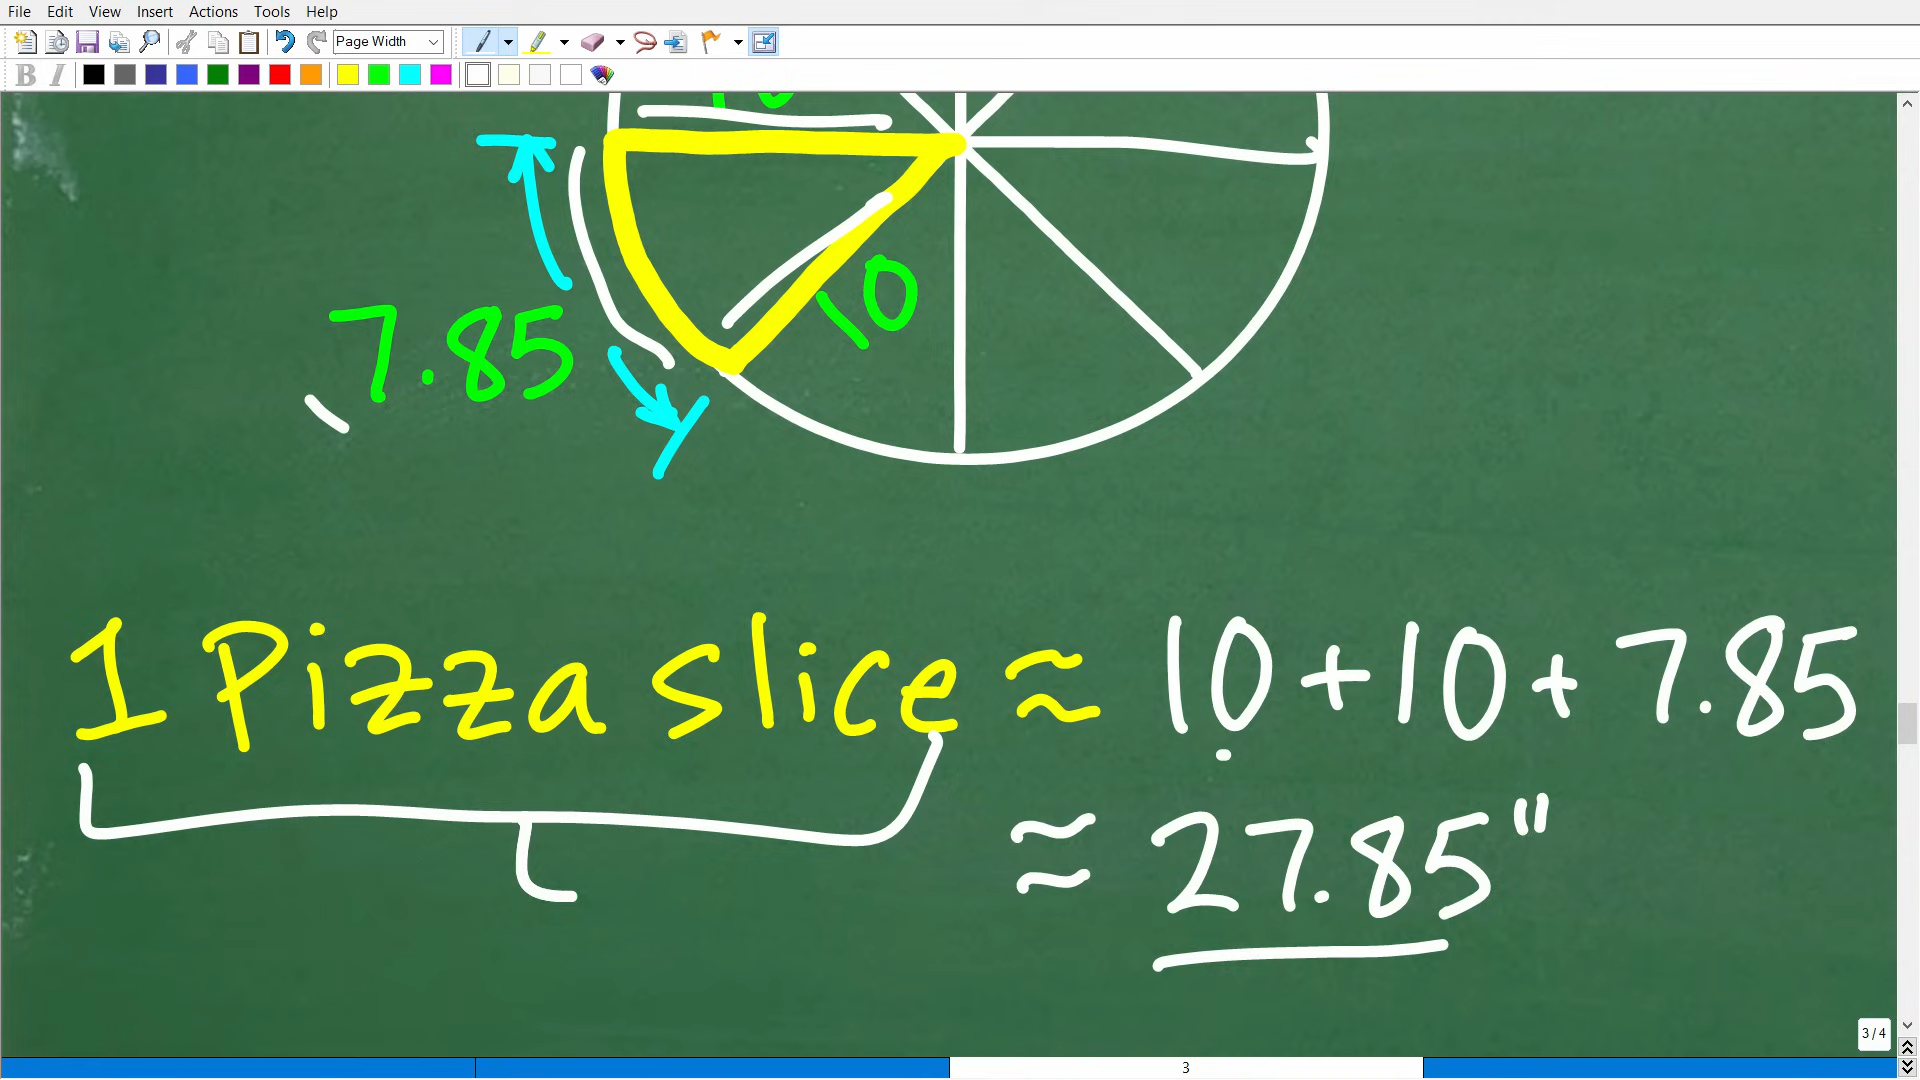 File Edit View Insert Actions Tools Help
Page Width
B I
10
7.85
1 Pizza slice ≈ 10 + 10 + 7.85
≈ 27.85"
3 / 4
3